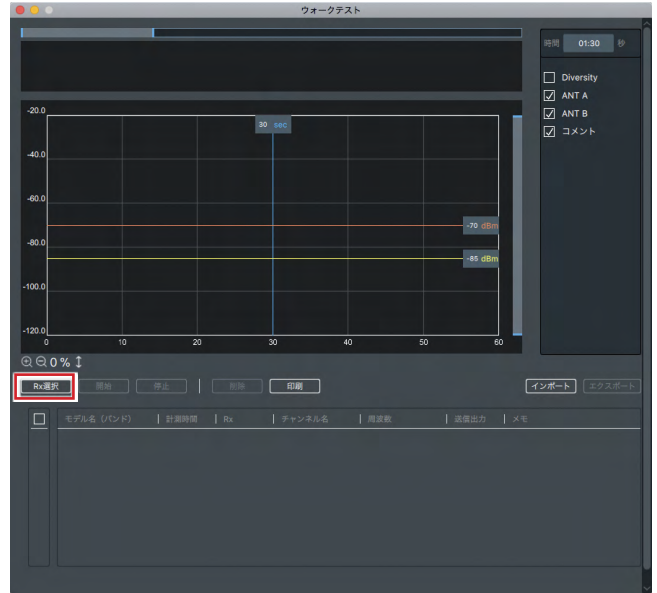 ウォークテスト
時間 01:30 秒
Diversity
ANT A
ANT B
コメント
-20.0
30 sec
-40.0
-60.0
-70 dBm
-80.0
-85 dBm
-100.0
-120.0
0 10 20 30 40 50 60
0 %
Rx選択 開始 停止 削除 印刷 インポート エクスポート
モデル名（バンド） 計測時間 Rx チャンネル名 周波数 送信出力 メモ